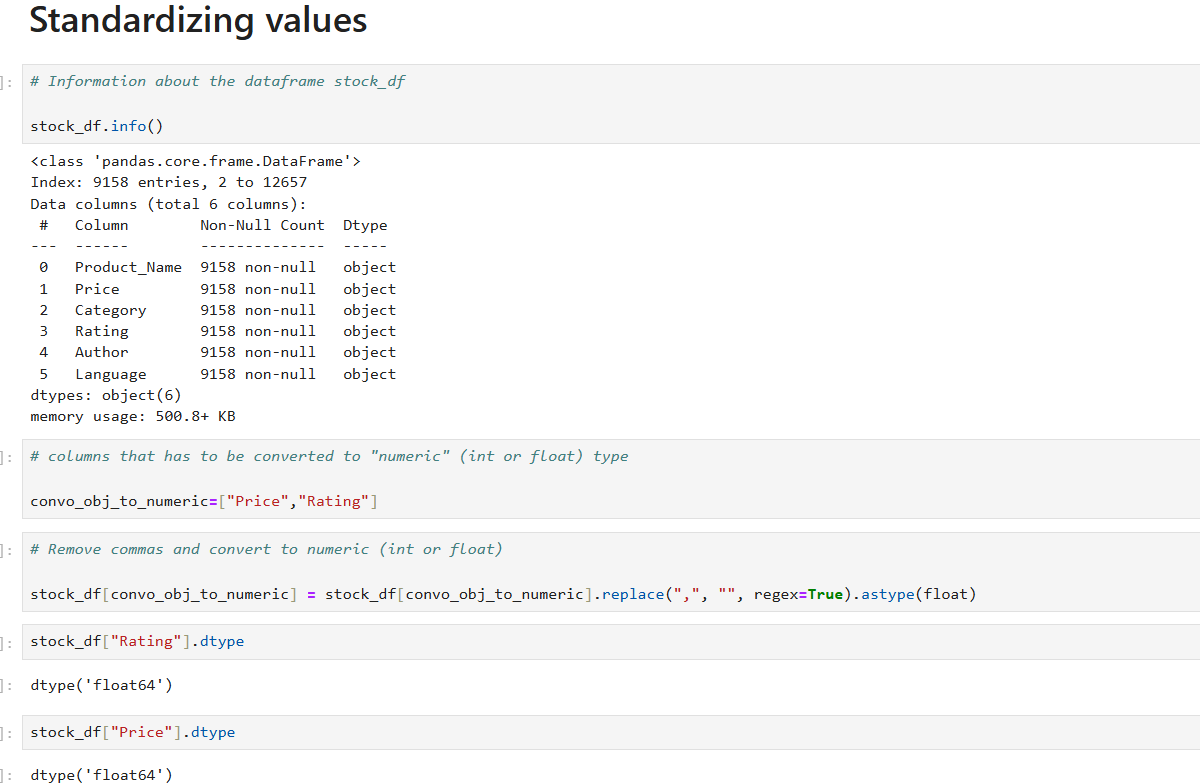 Standardizing values
]:
# Information about the dataframe stock_df
stock_df.info()
<class 'pandas.core.frame.DataFrame'>
Index: 9158 entries, 2 to 12657
Data columns (total 6 columns):
 #   Column        Non-Null Count  Dtype
---  ------        --------------  -----
 0   Product_Name  9158 non-null   object
 1   Price         9158 non-null   object
 2   Category      9158 non-null   object
 3   Rating        9158 non-null   object
 4   Author        9158 non-null   object
 5   Language      9158 non-null   object
dtypes: object(6)
memory usage: 500.8+ KB
]:
# columns that has to be converted to "numeric" (int or float) type
convo_obj_to_numeric=["Price","Rating"]
]:
# Remove commas and convert to numeric (int or float)
stock_df[convo_obj_to_numeric] = stock_df[convo_obj_to_numeric].replace(",", "", regex=True).astype(float)
]:
stock_df["Rating"].dtype
]:
dtype('float64')
]:
stock_df["Price"].dtype
]:
dtype('float64')